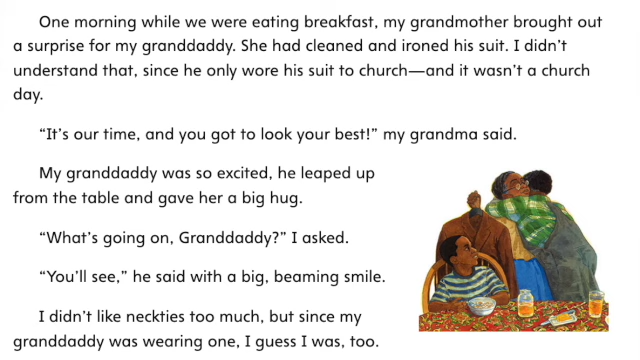 One morning while we were eating breakfast, my grandmother brought out
a surprise for my granddaddy. She had cleaned and ironed his suit. I didn’t
understand that, since he only wore his suit to church—and it wasn’t a church
day.
“It’s our time, and you got to look your best!” my grandma said.
My granddaddy was so excited, he leaped up
from the table and gave her a big hug.
“What’s going on, Granddaddy?” I asked.
“You’ll see,” he said with a big, beaming smile.
I didn’t like neckties too much, but since my
granddaddy was wearing one, I guess I was, too.